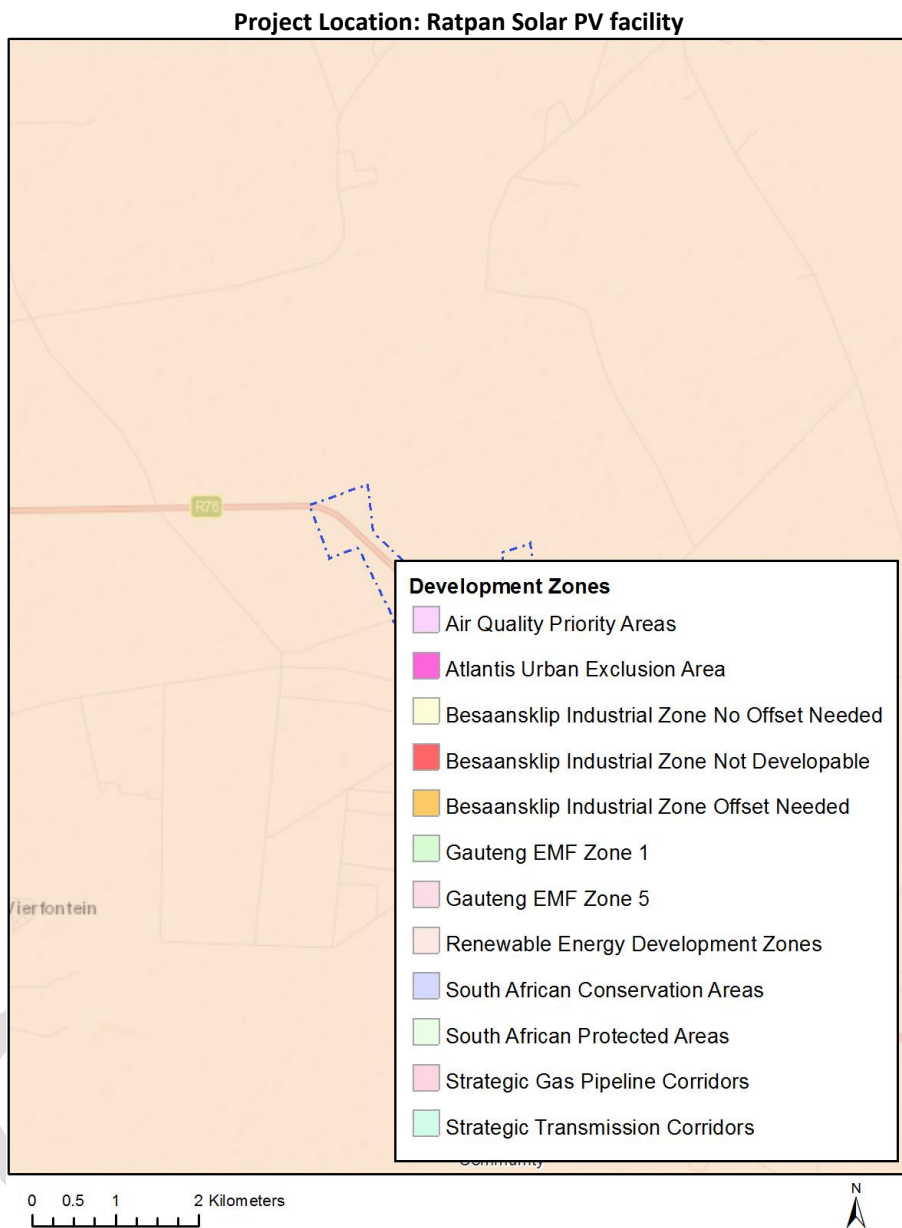 Project Location: Ratpan Solar PV facility
R76
Development Zones
Air Quality Priority Areas
Atlantis Urban Exclusion Area
Besaansklip Industrial Zone No Offset Needed
Besaansklip Industrial Zone Not Developable
Besaansklip Industrial Zone Offset Needed
Gauteng EMF Zone 1
Gauteng EMF Zone 5
Vierfontein
Renewable Energy Development Zones
South African Conservation Areas
South African Protected Areas
Strategic Gas Pipeline Corridors
Strategic Transmission Corridors
Community
0 0.5 1 2 Kilometers
N